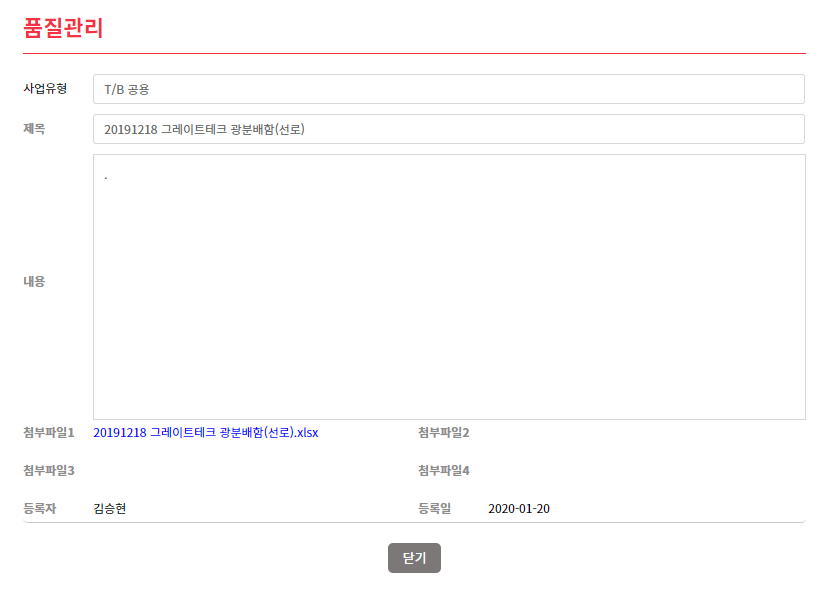 품질관리
사업유형 T/B 공용
제목 20191218 그레이트테크 광분배함(선로)
.
내용
첨부파일1 20191218 그레이트테크 광분배함(선로).xlsx 첨부파일2
첨부파일3 첨부파일4
등록자 김승현 등록일 2020-01-20
닫기